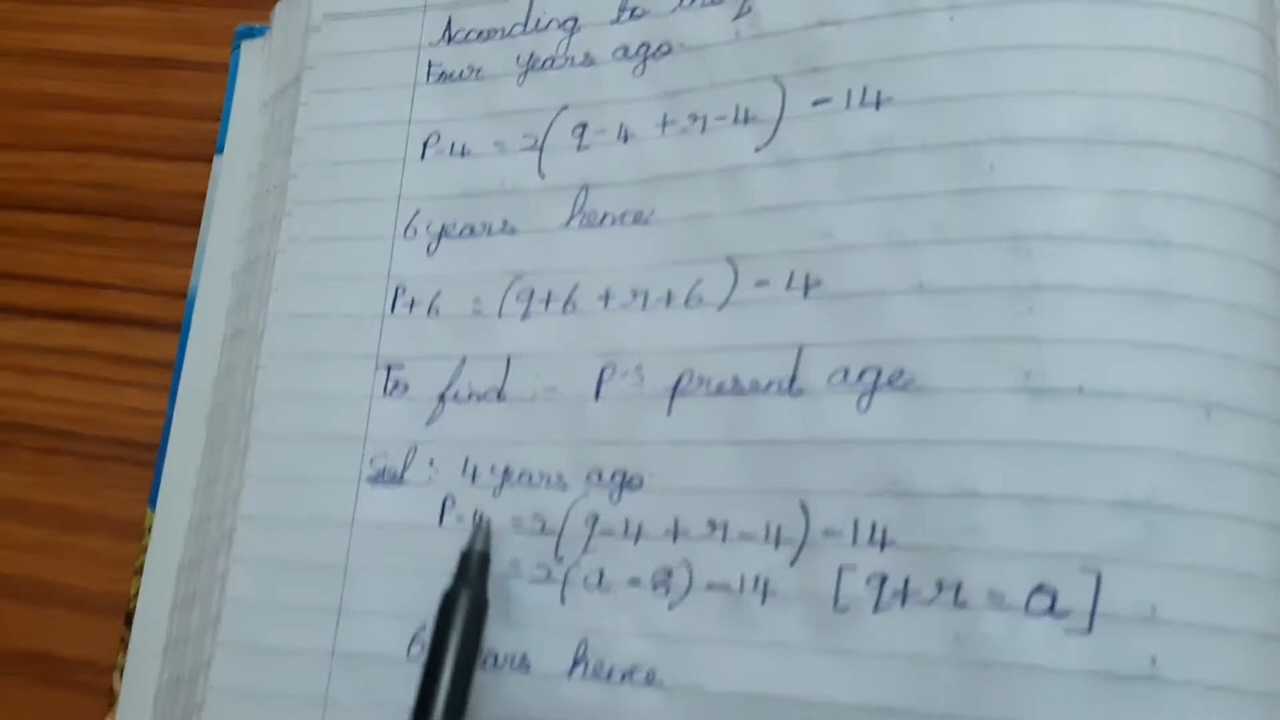 According to the
Four years ago
P-4 = 2(q-4 + r-4) - 14
6 years hence
P+6 = (q+6 + r+6) - 4
To find - P's present age
Sol: 4 years ago
P-4 = 2(q-4 + r-4) - 14
= 2(a - 8) - 14 [q+r = a]
hence